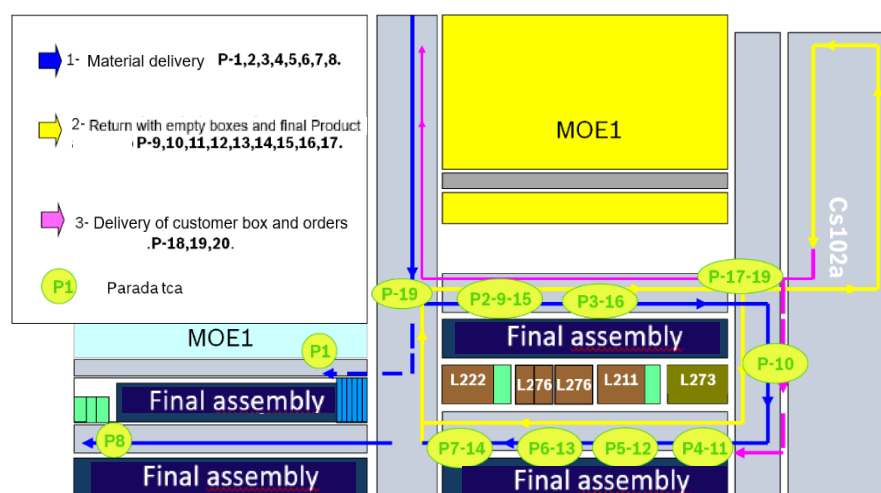 1- Material delivery P-1,2,3,4,5,6,7,8.
2- Return with empty boxes and final Product
P-9,10,11,12,13,14,15,16,17.
3- Delivery of customer box and orders
.P-18,19,20.
P1 Parada tca
MOE1
Cs102a
P-17-19
P-19 P2-9-15 P3-16
MOE1
P1
Final assembly
P-10
L222 L276 L276 L211 L273
Final assembly
P8 P7-14 P6-13 P5-12 P4-11
Final assembly
Final assembly